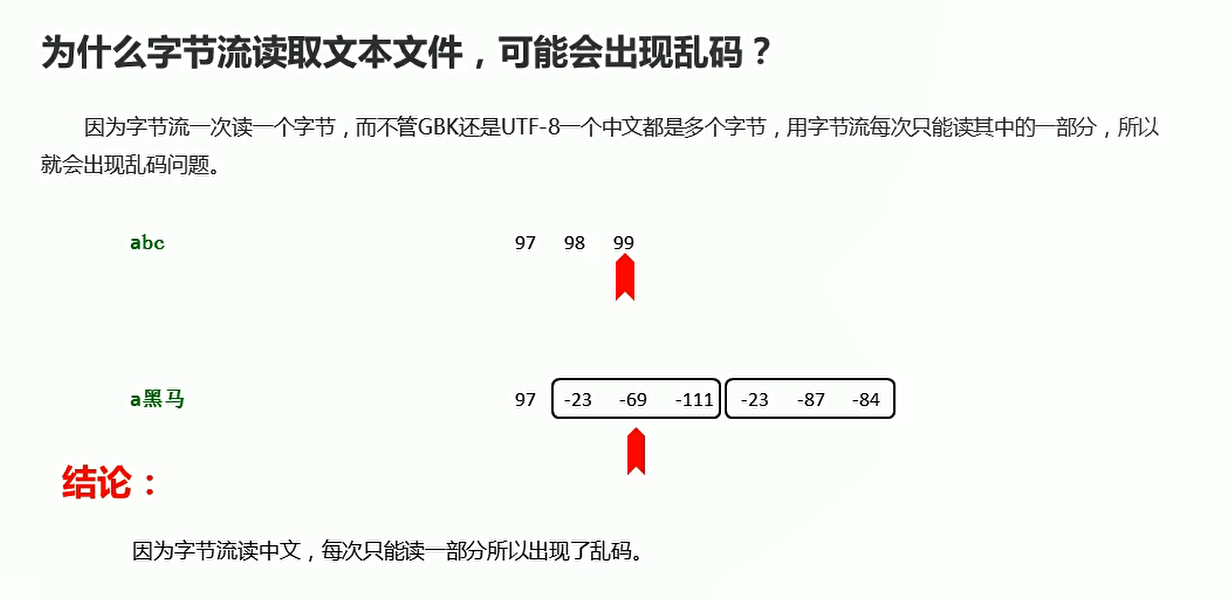 为什么字节流读取文本文件，可能会出现乱码？
因为字节流一次读一个字节，而不管GBK还是UTF-8一个中文都是多个字节，用字节流每次只能读其中的一部分，所以
就会出现乱码问题。
abc 97 98 99
a黑马 97 -23 -69 -111 -23 -87 -84
结论：
因为字节流读中文，每次只能读一部分所以出现了乱码。